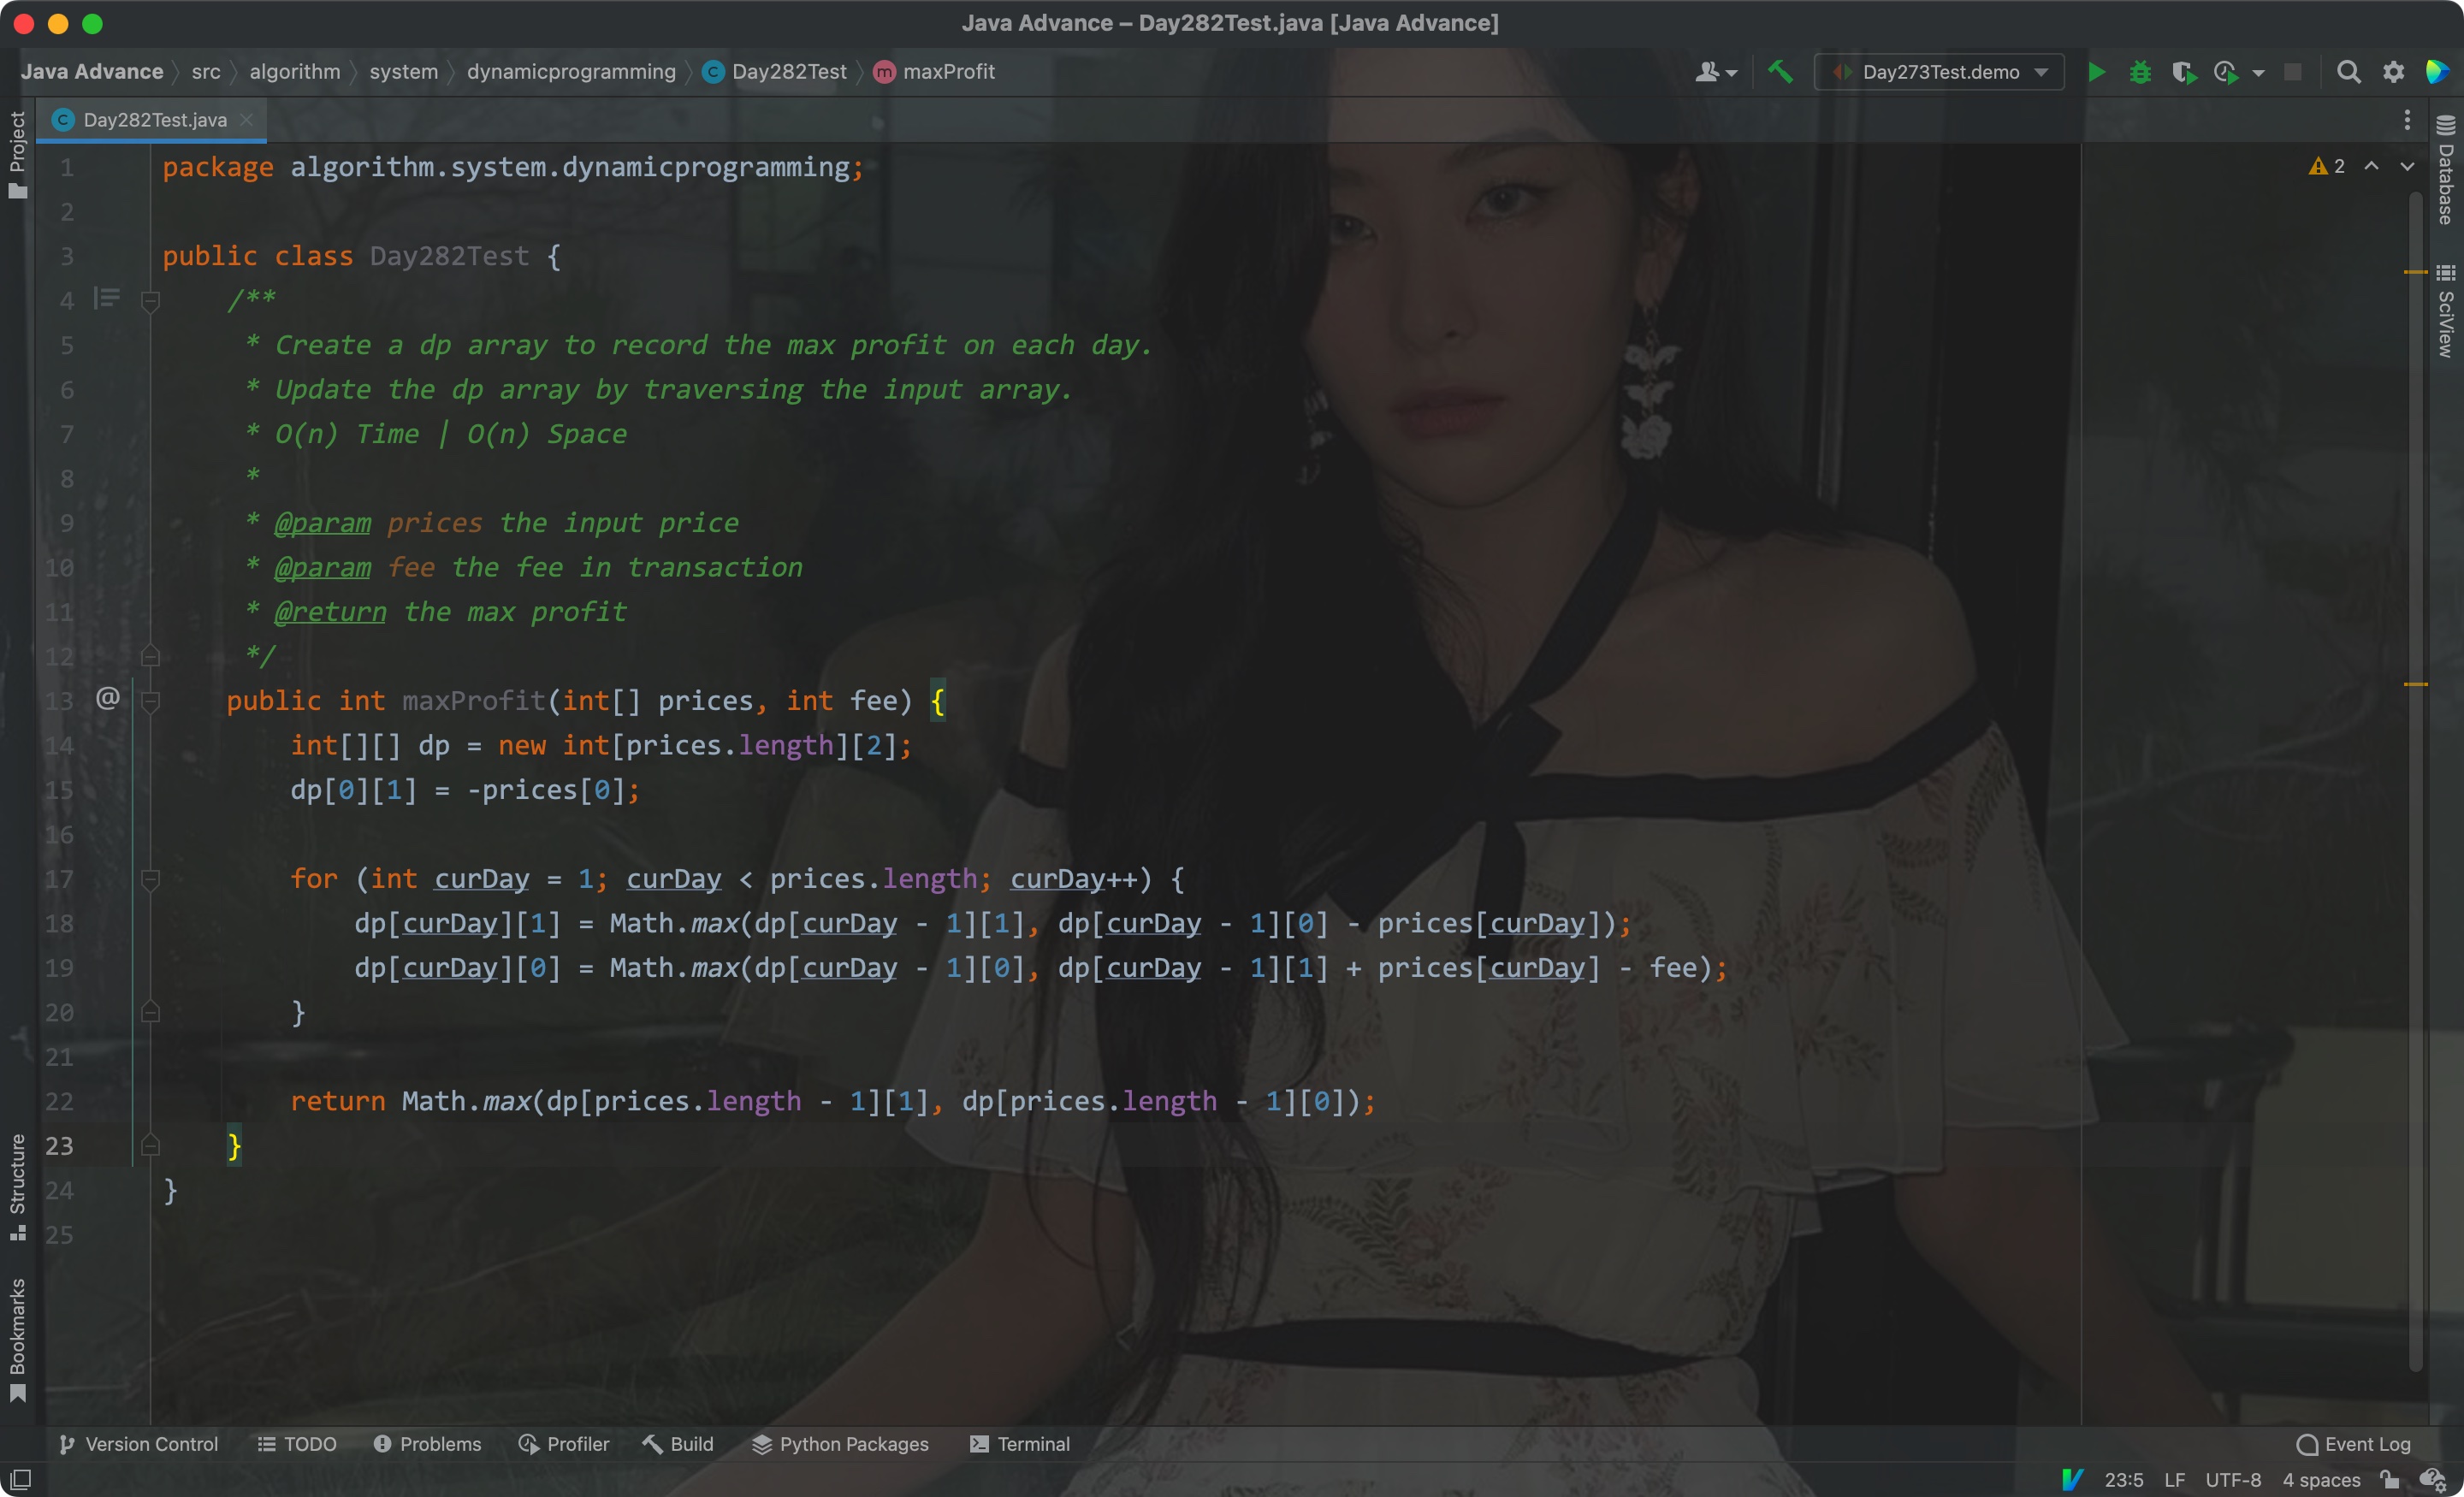 Java Advance – Day282Test.java [Java Advance]
Java Advance src algorithm system dynamicprogramming C Day282Test m maxProfit Day273Test.demo
Project
C Day282Test.java
2
Database
SciView
1 package algorithm.system.dynamicprogramming;
2
3 public class Day282Test {
4 /**
5 * Create a dp array to record the max profit on each day.
6 * Update the dp array by traversing the input array.
7 * O(n) Time | O(n) Space
8 *
9 * @param prices the input price
10 * @param fee the fee in transaction
11 * @return the max profit
12 */
13 @ public int maxProfit(int[] prices, int fee) {
14 int[][] dp = new int[prices.length][2];
15 dp[0][1] = -prices[0];
16
17 for (int curDay = 1; curDay < prices.length; curDay++) {
18 dp[curDay][1] = Math.max(dp[curDay - 1][1], dp[curDay - 1][0] - prices[curDay]);
19 dp[curDay][0] = Math.max(dp[curDay - 1][0], dp[curDay - 1][1] + prices[curDay] - fee);
20 }
21
22 return Math.max(dp[prices.length - 1][1], dp[prices.length - 1][0]);
23 }
24 }
25
Structure
Bookmarks
Version Control TODO Problems Profiler Build Python Packages Terminal Event Log
23:5 LF UTF-8 4 spaces